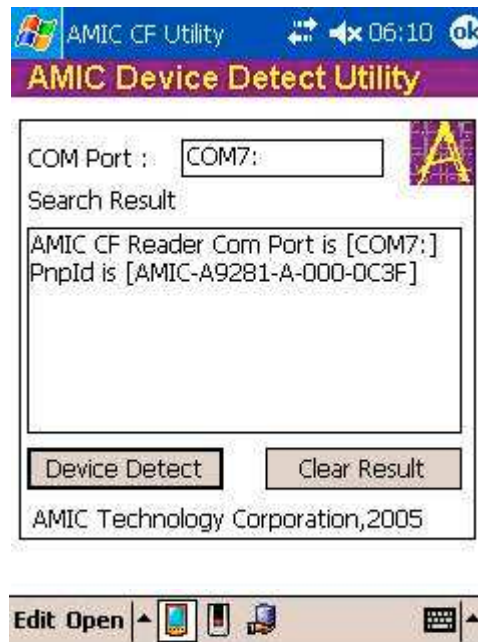 AMIC CF Utility 06:10 ok
AMIC Device Detect Utility
COM Port : COM7:
A
Search Result
AMIC CF Reader Com Port is [COM7:]
PnpId is [AMIC-A9281-A-000-0C3F]
Device Detect Clear Result
AMIC Technology Corporation,2005
Edit Open